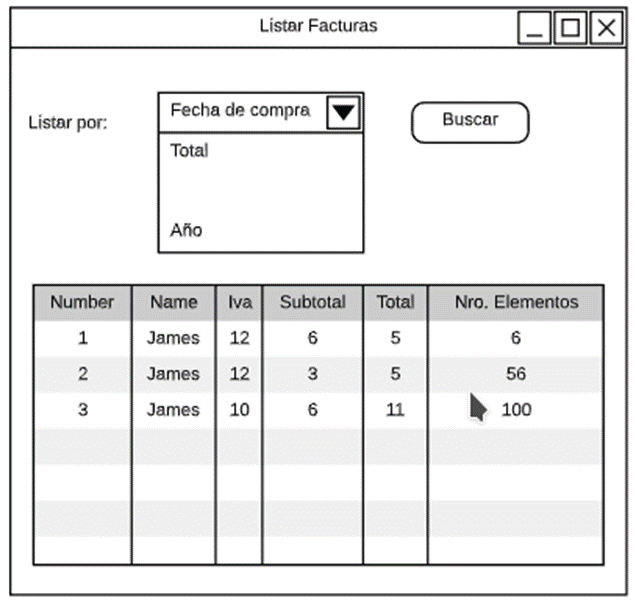 Listar Facturas
Listar por: Fecha de compra Buscar
Total
Año
Number Name Iva Subtotal Total Nro. Elementos
1 James 12 6 5 6
2 James 12 3 5 56
3 James 10 6 11 100